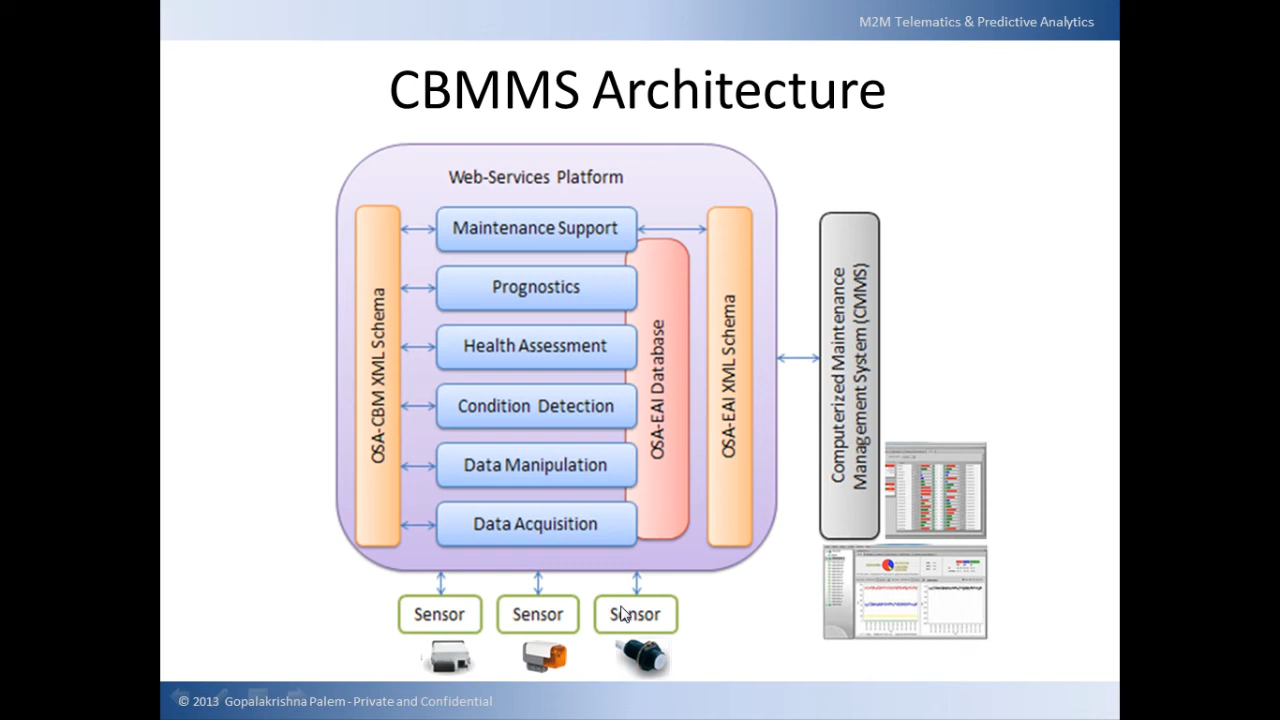 M2M Telematics & Predictive Analytics
CBMMS Architecture
Web-Services Platform
OSA-CBM XML Schema
Maintenance Support
Prognostics
Health Assessment
Condition Detection
Data Manipulation
Data Acquisition
OSA-EAI Database
OSA-EAI XML Schema
Computerized Maintenance
Management System (CMMS)
Sensor
Sensor
Sensor
© 2013 Gopalakrishna Palem - Private and Confidential